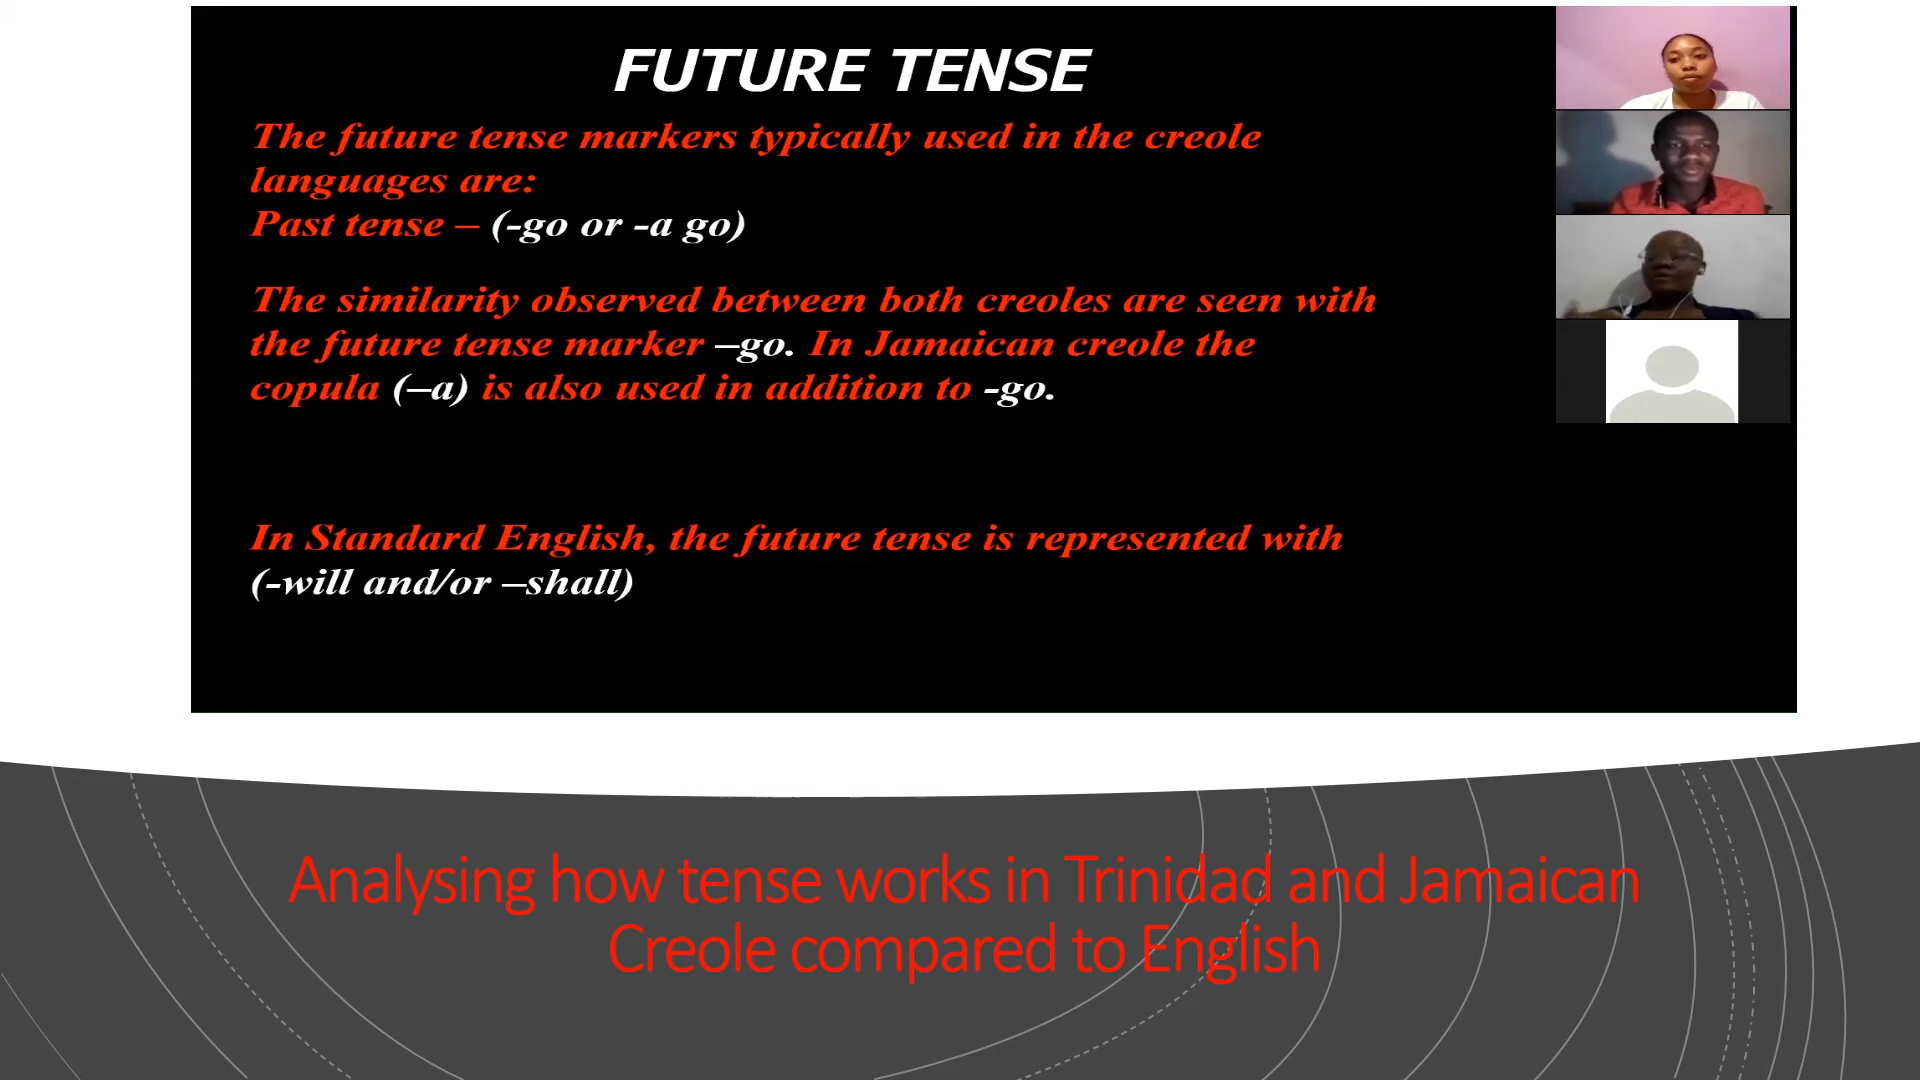 FUTURE TENSE
The future tense markers typically used in the creole
languages are:
Past tense – (-go or -a go)
The similarity observed between both creoles are seen with
the future tense marker –go. In Jamaican creole the
copula (–a) is also used in addition to -go.
In Standard English, the future tense is represented with
(-will and/or –shall)
Analysing how tense works in Trinidad and Jamaican
Creole compared to English